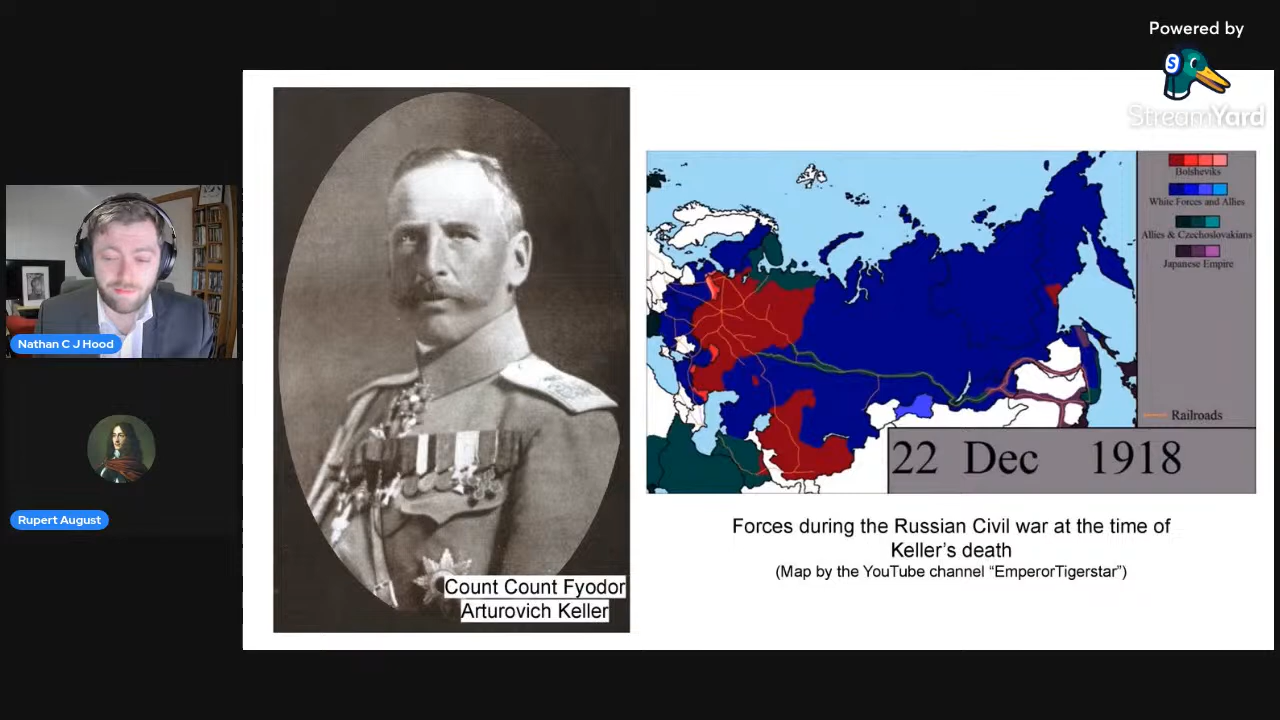 Powered by
S
StreamYard
Nathan C J Hood
Rupert August
Count Count Fyodor
Arturovich Keller
Bolsheviks
White Forces and Allies
Allies & Czechoslovakians
Japanese Empire
Railroads
22 Dec 1918
Forces during the Russian Civil war at the time of
Keller's death
(Map by the YouTube channel “EmperorTigerstar”)